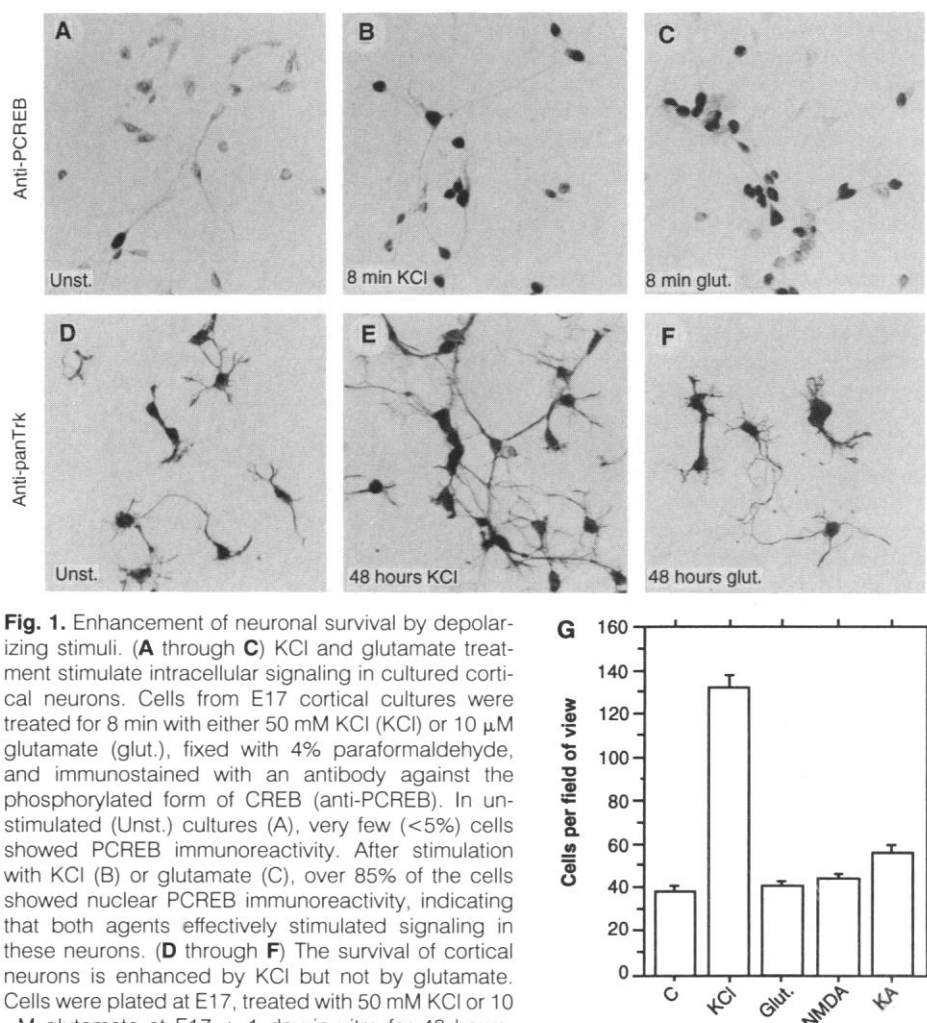 A
B
C
Anti-PCREB
Unst.
8 min KCl
8 min glut.
D
E
F
Anti-panTrk
Unst.
48 hours KCl
48 hours glut.
Fig. 1. Enhancement of neuronal survival by depolar-
izing stimuli. (A through C) KCl and glutamate treat-
ment stimulate intracellular signaling in cultured corti-
cal neurons. Cells from E17 cortical cultures were
treated for 8 min with either 50 mM KCl (KCl) or 10 μM
glutamate (glut.), fixed with 4% paraformaldehyde,
and immunostained with an antibody against the
phosphorylated form of CREB (anti-PCREB). In un-
stimulated (Unst.) cultures (A), very few (<5%) cells
showed PCREB immunoreactivity. After stimulation
with KCl (B) or glutamate (C), over 85% of the cells
showed nuclear PCREB immunoreactivity, indicating
that both agents effectively stimulated signaling in
these neurons. (D through F) The survival of cortical
neurons is enhanced by KCl but not by glutamate.
Cells were plated at E17, treated with 50 mM KCl or 10
G
Cells per field of view
160
140
120
100
80
60
40
20
0
C
KCl
Glut.
NMDA
KA